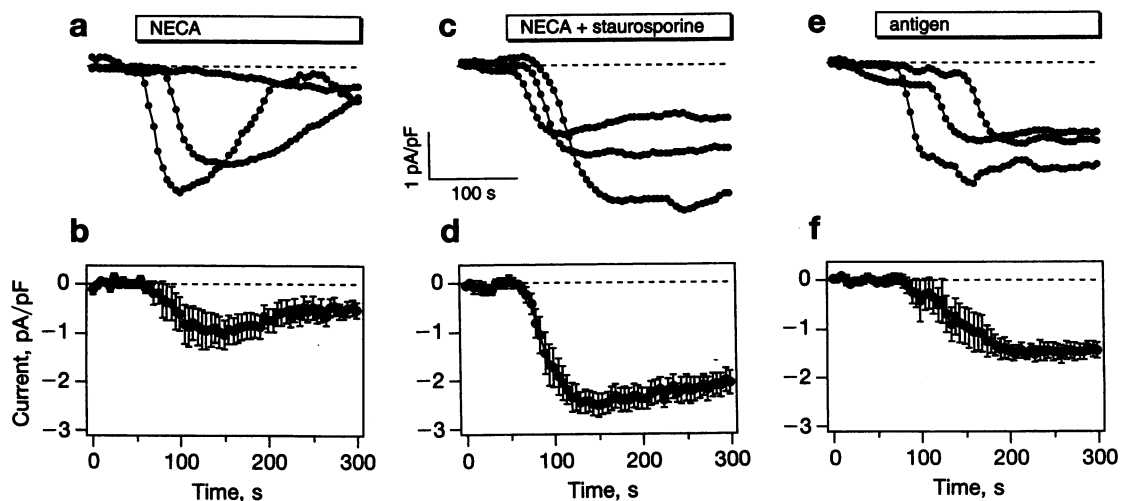 a
NECA
c
NECA + staurosporine
e
antigen
1 pA/pF
100 s
b
d
f
Current, pA/pF
0
−1
−2
−3
0
−1
−2
−3
0
−1
−2
−3
0 100 200 300
0 100 200 300
0 100 200 300
Time, s
Time, s
Time, s